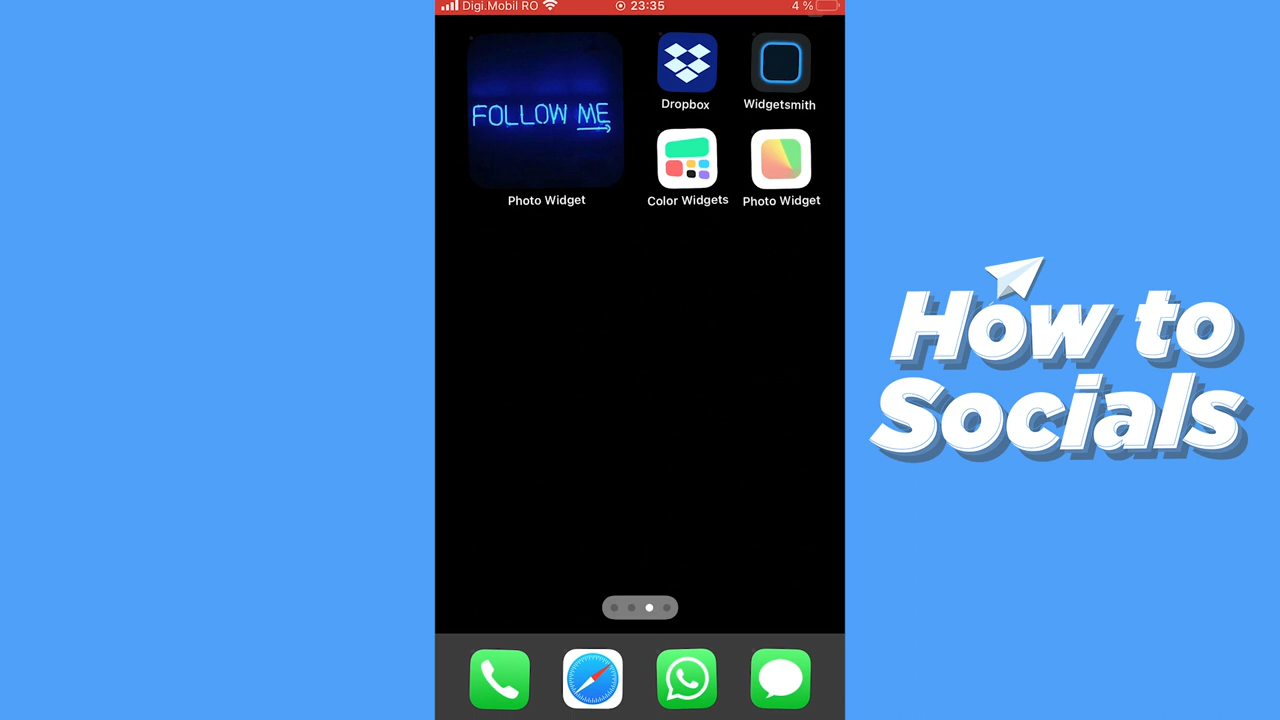 Digi.Mobil RO
23:35
4 %
FOLLOW ME
Dropbox
Widgetsmith
Photo Widget
Color Widgets
Photo Widget
How to
Socials